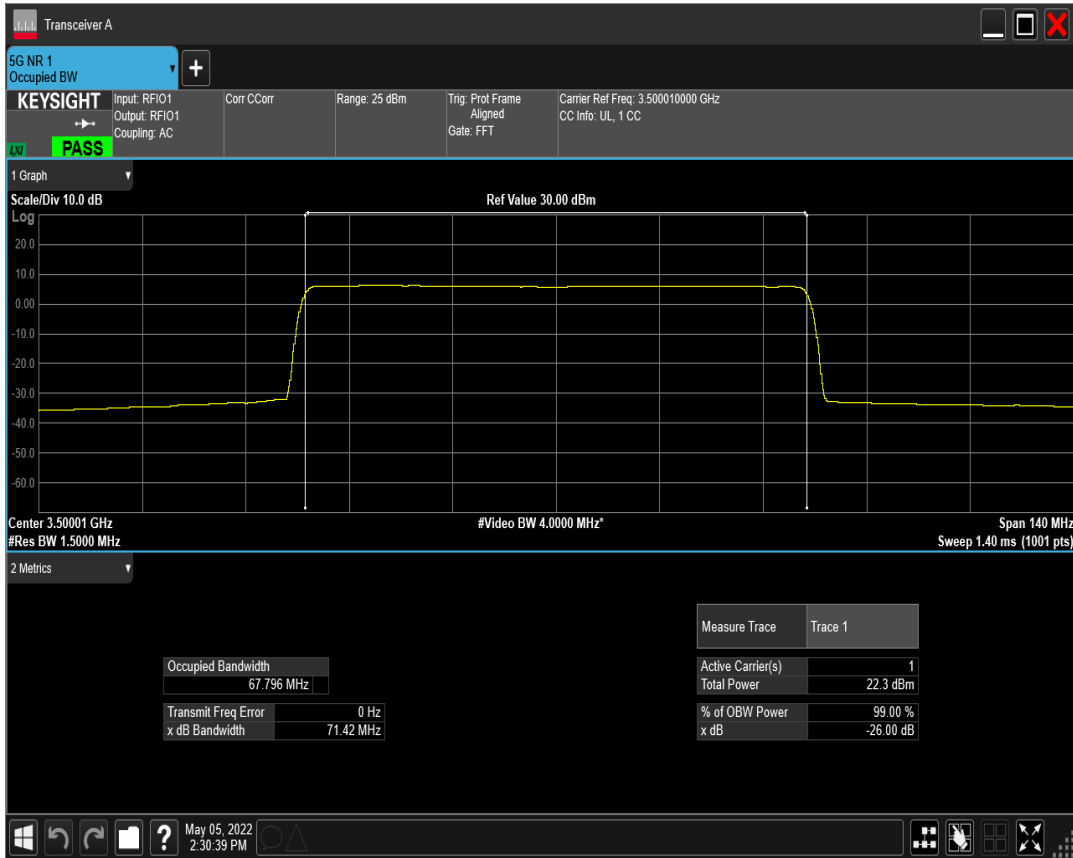 Transceiver A
5G NR 1
Occupied BW
+
KEYSIGHT
LXI
PASS
Input: RFIO1
Output: RFIO1
Coupling: AC
Corr CCorr
Range: 25 dBm
Trig: Prot Frame
Aligned
Gate: FFT
Carrier Ref Freq: 3.500010000 GHz
CC Info: UL, 1 CC
1 Graph
Scale/Div 10.0 dB
Ref Value 30.00 dBm
Log
20.0
10.0
0.00
-10.0
-20.0
-30.0
-40.0
-50.0
-60.0
Center 3.50001 GHz
#Video BW 4.0000 MHz*
Span 140 MHz
#Res BW 1.5000 MHz
Sweep 1.40 ms (1001 pts)
2 Metrics
Measure Trace Trace 1
Occupied Bandwidth
67.796 MHz
Active Carrier(s) 1
Total Power 22.3 dBm
Transmit Freq Error 0 Hz
x dB Bandwidth 71.42 MHz
% of OBW Power 99.00 %
x dB -26.00 dB
?
May 05, 2022
2:30:39 PM